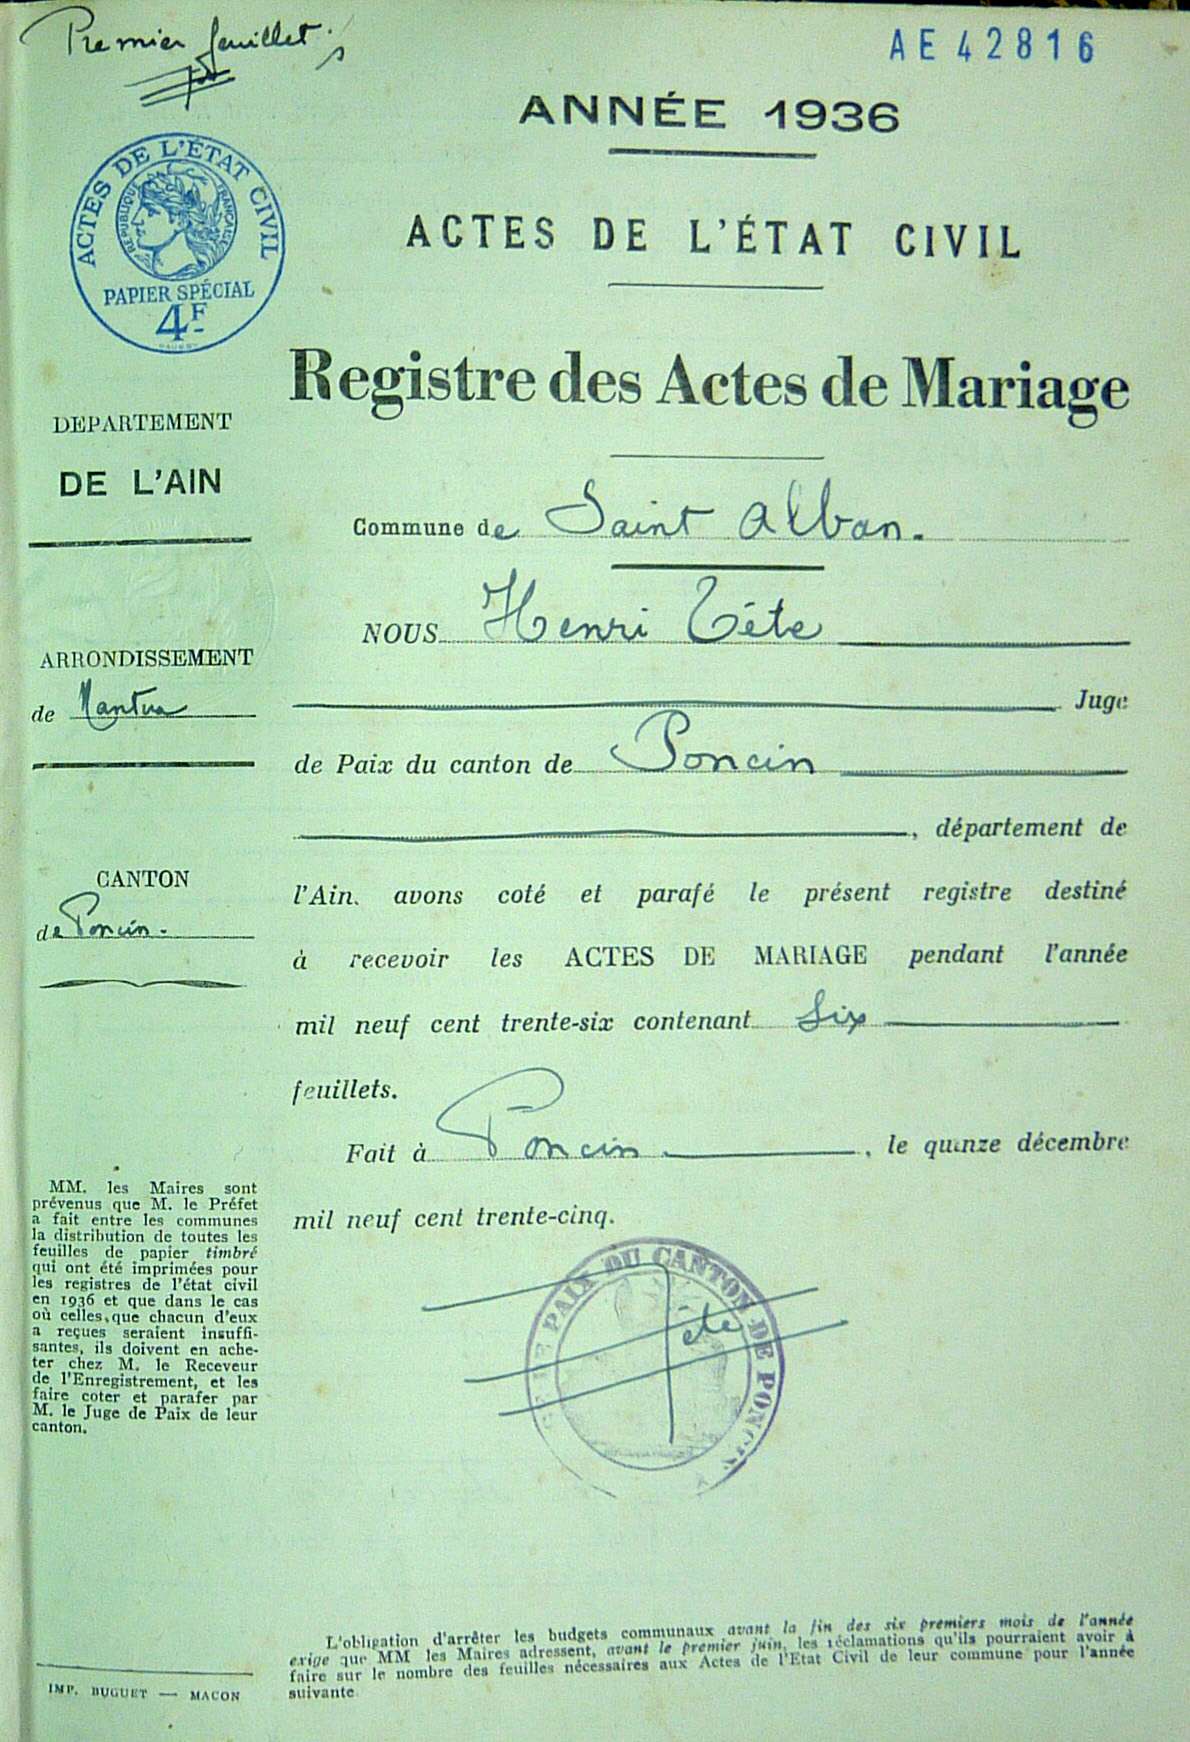 Premier feuillet.
AE 42816
ANNÉE 1936
ACTES DE L'ÉTAT CIVIL
RÉPUBLIQUE FRANÇAISE
PAPIER SPÉCIAL
4F
ACTES DE L'ÉTAT CIVIL
Registre des Actes de Mariage
DEPARTEMENT
DE L'AIN
ARRONDISSEMENT
de Nantua
CANTON
de Poncin.
MM. les Maires sont
prévenus que M. le Préfet
a fait entre les communes
la distribution de toutes les
feuilles de papier timbré
qui ont été imprimées pour
les registres de l'état civil
en 1936 et que dans le cas
où celles, que chacun d'eux
a reçues seraient insuffi-
santes, ils doivent en ache-
ter chez M. le Receveur
de l'Enregistrement, et les
faire coter et parafer par
M. le Juge de Paix de leur
canton.
IMP. BUGUET — MACON
Commune de Saint Alban.
NOUS Henri Tête
Juge
de Paix du canton de Poncin
, département de
l'Ain. avons coté et parafé le présent registre destiné
à recevoir les ACTES DE MARIAGE pendant l'année
mil neuf cent trente-six contenant Six
feuillets.
Fait à Poncin, le quinze décembre
mil neuf cent trente-cinq.
DE PAIX DU CANTON DE PONCIN
Tête
L'obligation d'arrêter les budgets communaux avant la fin des six premiers mois de l'année
exige que MM les Maires adressent, avant le premier juin, les réclamations qu'ils pourraient avoir à
faire sur le nombre des feuilles nécessaires aux Actes de l'Etat Civil de leur commune pour l'année
suivante.